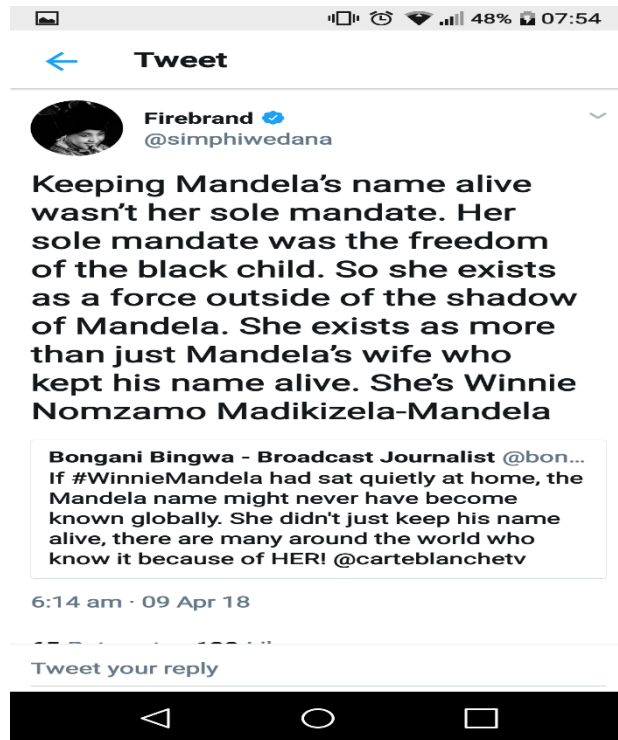 48% 07:54
Tweet
Firebrand
@simphiwedana
Keeping Mandela's name alive
wasn't her sole mandate. Her
sole mandate was the freedom
of the black child. So she exists
as a force outside of the shadow
of Mandela. She exists as more
than just Mandela's wife who
kept his name alive. She's Winnie
Nomzamo Madikizela-Mandela
Bongani Bingwa - Broadcast Journalist @bon...
If #WinnieMandela had sat quietly at home, the
Mandela name might never have become
known globally. She didn't just keep his name
alive, there are many around the world who
know it because of HER! @carteblanchetv
6:14 am · 09 Apr 18
Tweet your reply